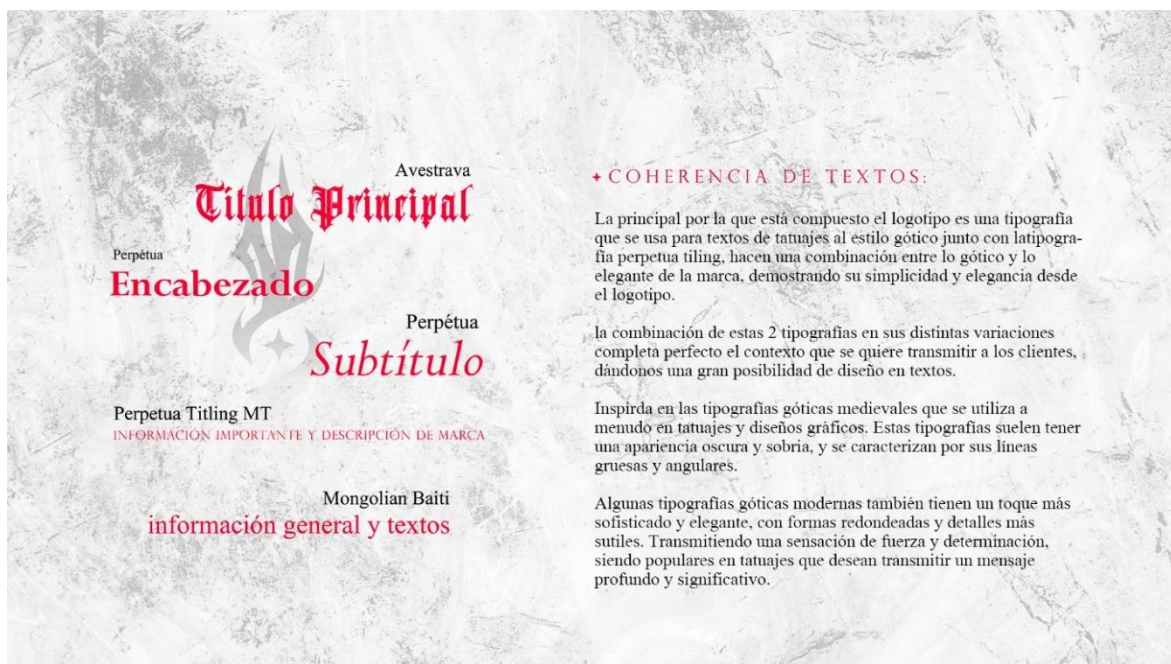 Avestrava
Título Principal
Perpétua
Encabezado
Perpétua
Subtítulo
Perpetua Titling MT
INFORMACIÓN IMPORTANTE Y DESCRIPCIÓN DE MARCA
Mongolian Baiti
información general y textos
COHERENCIA DE TEXTOS:
La principal por la que está compuesto el logotipo es una tipografía
que se usa para textos de tatuajes al estilo gótico junto con latipogra-
fía perpetua tiling, hacen una combinación entre lo gótico y lo
elegante de la marca, demostrando su simplicidad y elegancia desde
el logotipo.
la combinación de estas 2 tipografías en sus distintas variaciones
completa perfecto el contexto que se quiere transmitir a los clientes,
dándonos una gran posibilidad de diseño en textos.
Inspirda en las tipografías góticas medievales que se utiliza a
menudo en tatuajes y diseños gráficos. Estas tipografías suelen tener
una apariencia oscura y sobria, y se caracterizan por sus líneas
gruesas y angulares.
Algunas tipografías góticas modernas también tienen un toque más
sofisticado y elegante, con formas redondeadas y detalles más
sutiles. Transmitiendo una sensación de fuerza y determinación,
siendo populares en tatuajes que desean transmitir un mensaje
profundo y significativo.